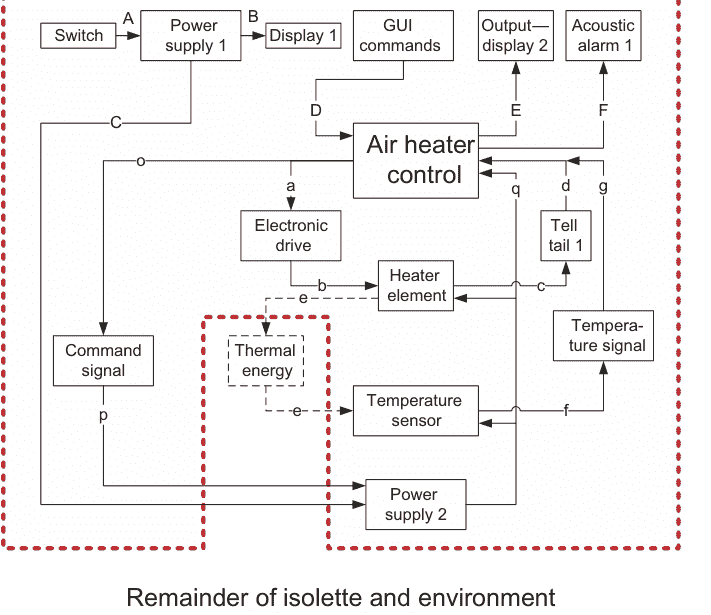 A
B
Switch
Power
supply 1
Display 1
GUI
commands
Output—
display 2
Acoustic
alarm 1
C
D
E
F
Air heater
control
o
a
q
d
g
Electronic
drive
Tell
tail 1
b
Heater
element
c
e
Command
signal
Thermal
energy
Tempera-
ture signal
p
e
Temperature
sensor
f
Power
supply 2
Remainder of isolette and environment